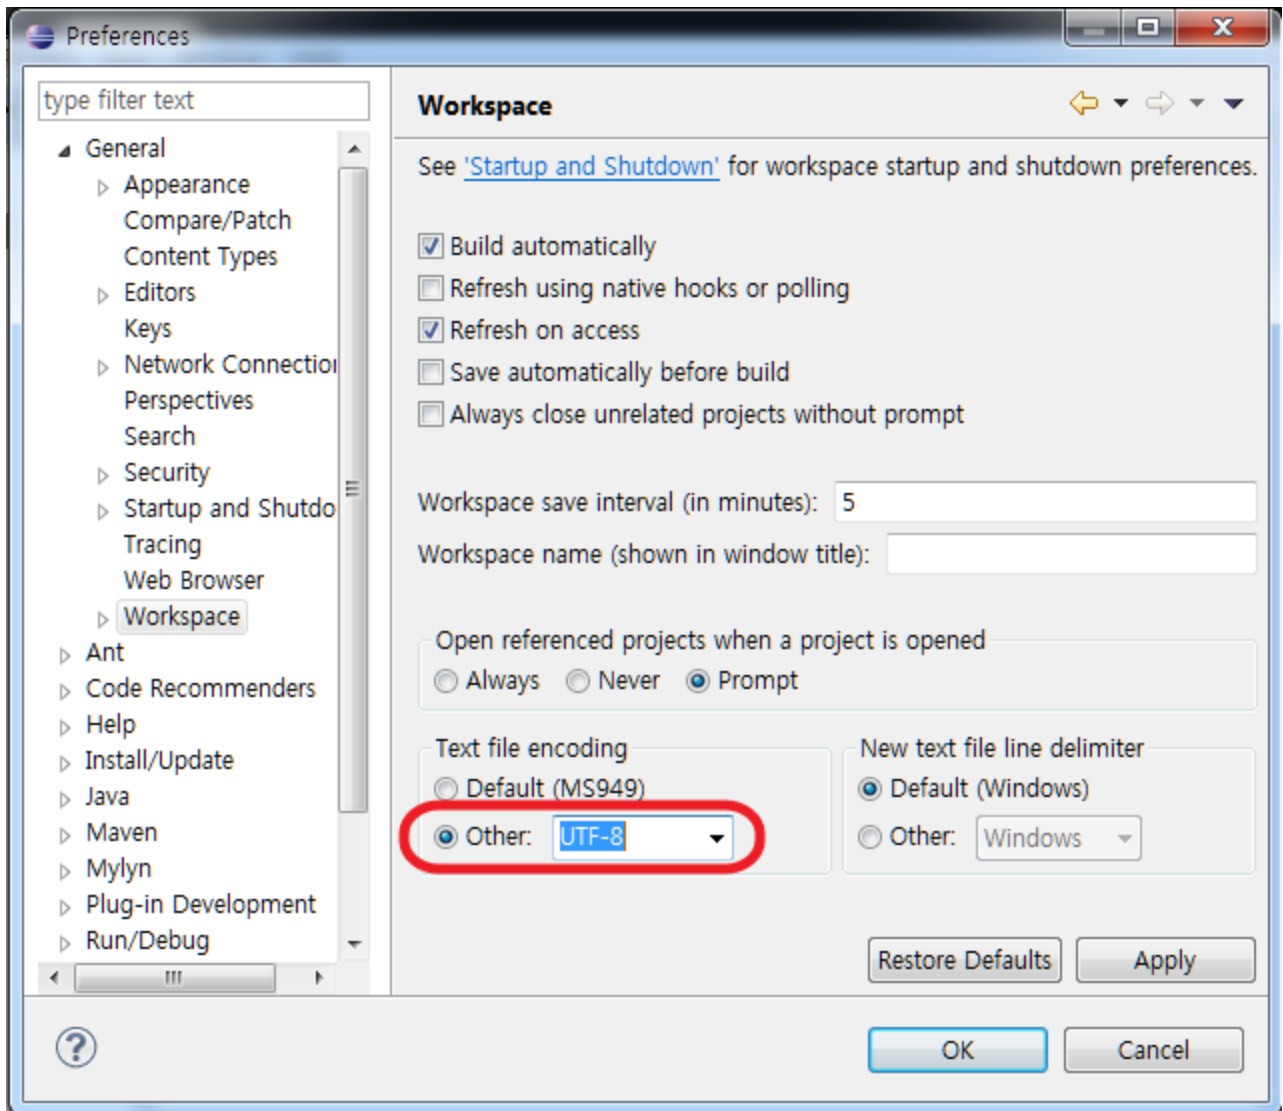 Preferences
type filter text
General
Appearance
Compare/Patch
Content Types
Editors
Keys
Network Connection
Perspectives
Search
Security
Startup and Shutdo
Tracing
Web Browser
Workspace
Ant
Code Recommenders
Help
Install/Update
Java
Maven
Mylyn
Plug-in Development
Run/Debug
Workspace
See 'Startup and Shutdown' for workspace startup and shutdown preferences.
Build automatically
Refresh using native hooks or polling
Refresh on access
Save automatically before build
Always close unrelated projects without prompt
Workspace save interval (in minutes): 5
Workspace name (shown in window title):
Open referenced projects when a project is opened
Always Never Prompt
Text file encoding
Default (MS949)
Other: UTF-8
New text file line delimiter
Default (Windows)
Other: Windows
Restore Defaults Apply
? OK Cancel